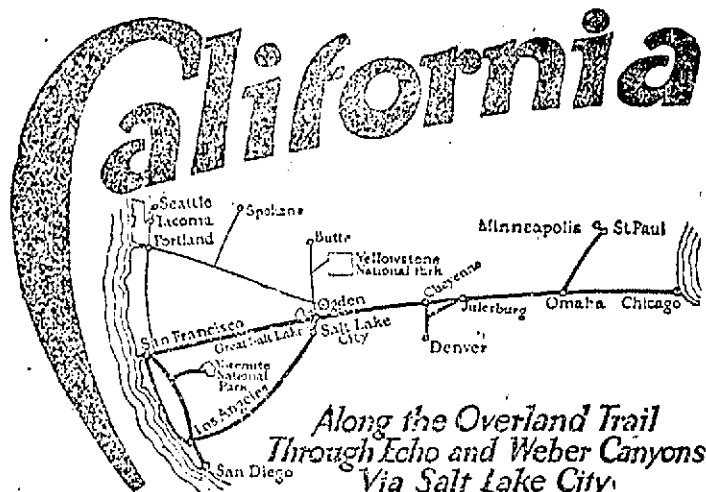 California
Seattle
Tacoma
Portland
Spokane
Butte
Yellowstone
National Park
Minneapolis
St. Paul
Cheyenne
Ogden
Julesburg
Omaha
Chicago
San Francisco
Great Salt Lake
Salt Lake
City
Denver
Yosemite
National
Park
Los Angeles
San Diego
Along the Overland Trail
Through Echo and Weber Canyons
Via Salt Lake City